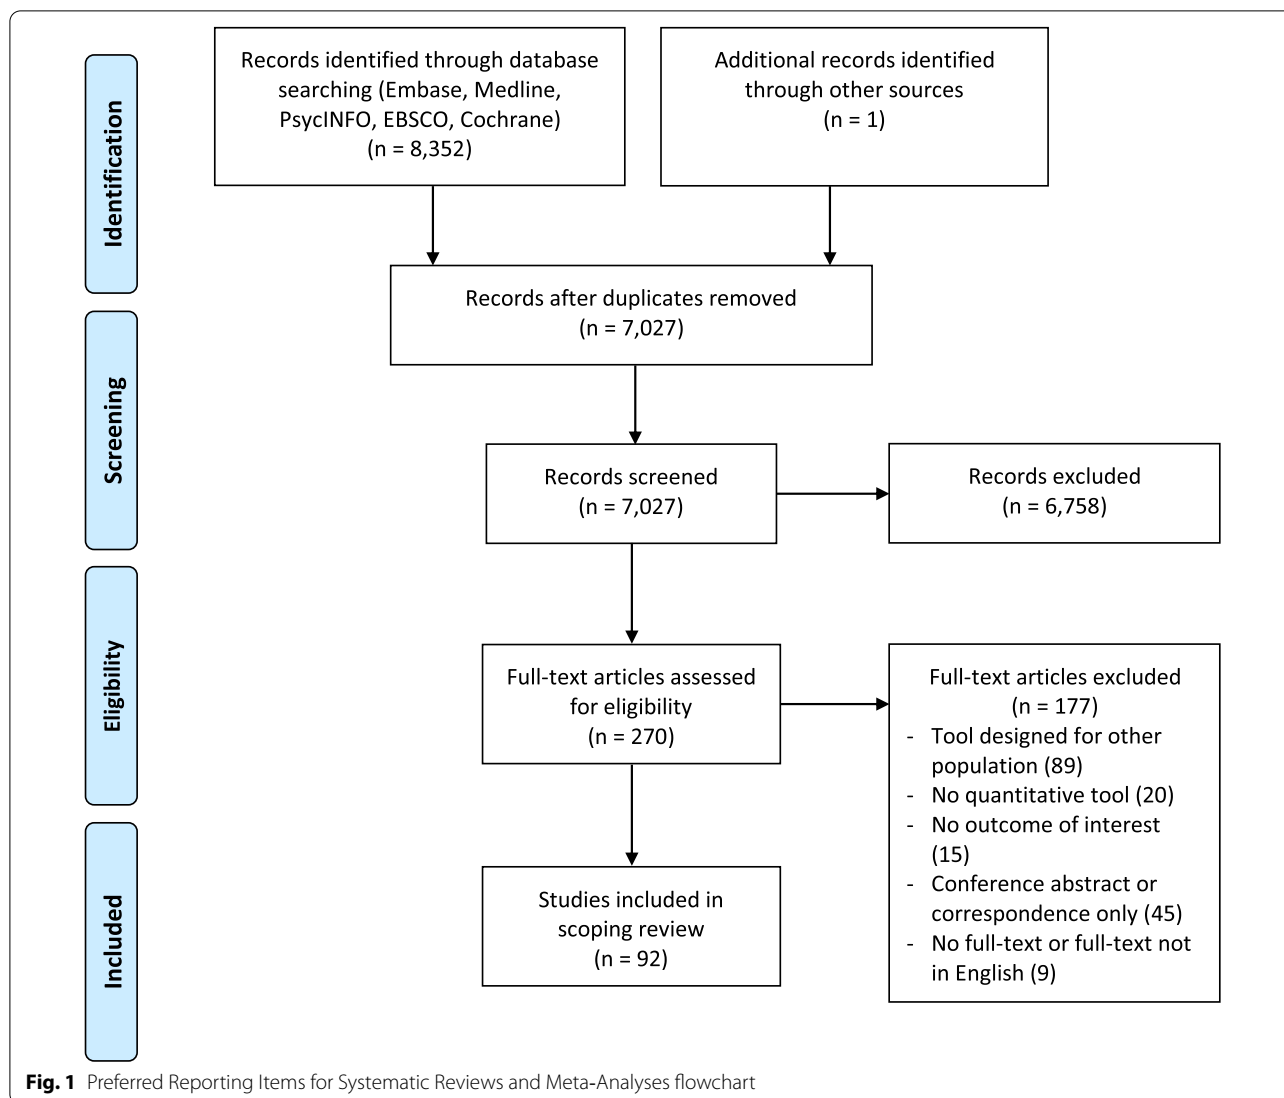 Identification
Records identified through database
searching (Embase, Medline,
PsycINFO, EBSCO, Cochrane)
(n = 8,352)
Additional records identified
through other sources
(n = 1)
Records after duplicates removed
(n = 7,027)
Screening
Records screened
(n = 7,027)
Records excluded
(n = 6,758)
Eligibility
Full-text articles assessed
for eligibility
(n = 270)
Full-text articles excluded
(n = 177)
- Tool designed for other
population (89)
- No quantitative tool (20)
- No outcome of interest
(15)
- Conference abstract or
correspondence only (45)
- No full-text or full-text not
in English (9)
Included
Studies included in
scoping review
(n = 92)
Fig. 1 Preferred Reporting Items for Systematic Reviews and Meta-Analyses flowchart